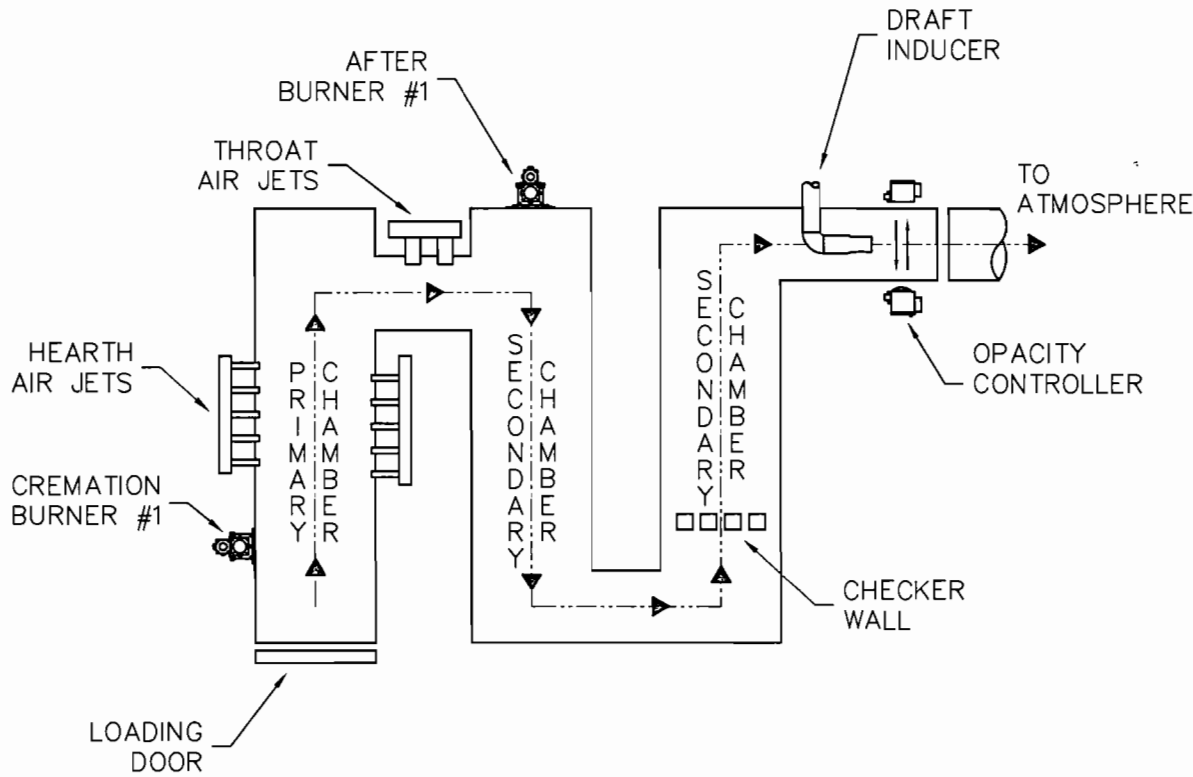 DRAFT
INDUCER
AFTER
BURNER #1
THROAT
AIR JETS
TO
ATMOSPHERE
HEARTH
AIR JETS
PRIMARY
CHAMBER
SECONDARY
CHAMBER
SECONDARY
CHAMBER
OPACITY
CONTROLLER
CREMATION
BURNER #1
CHECKER
WALL
LOADING
DOOR